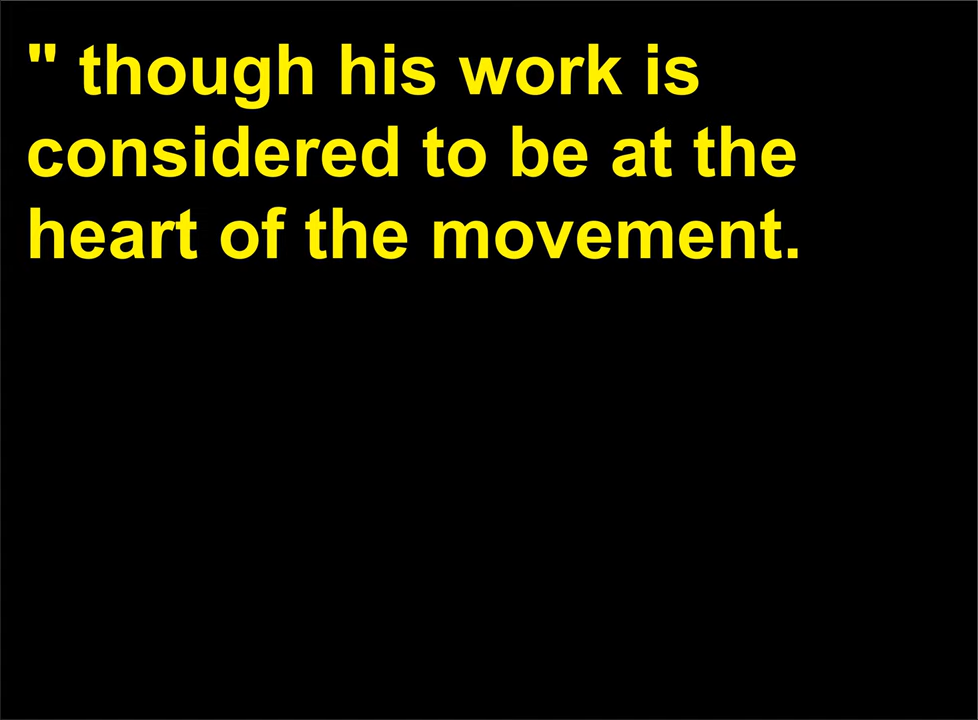 " though his work is
considered to be at the
heart of the movement.